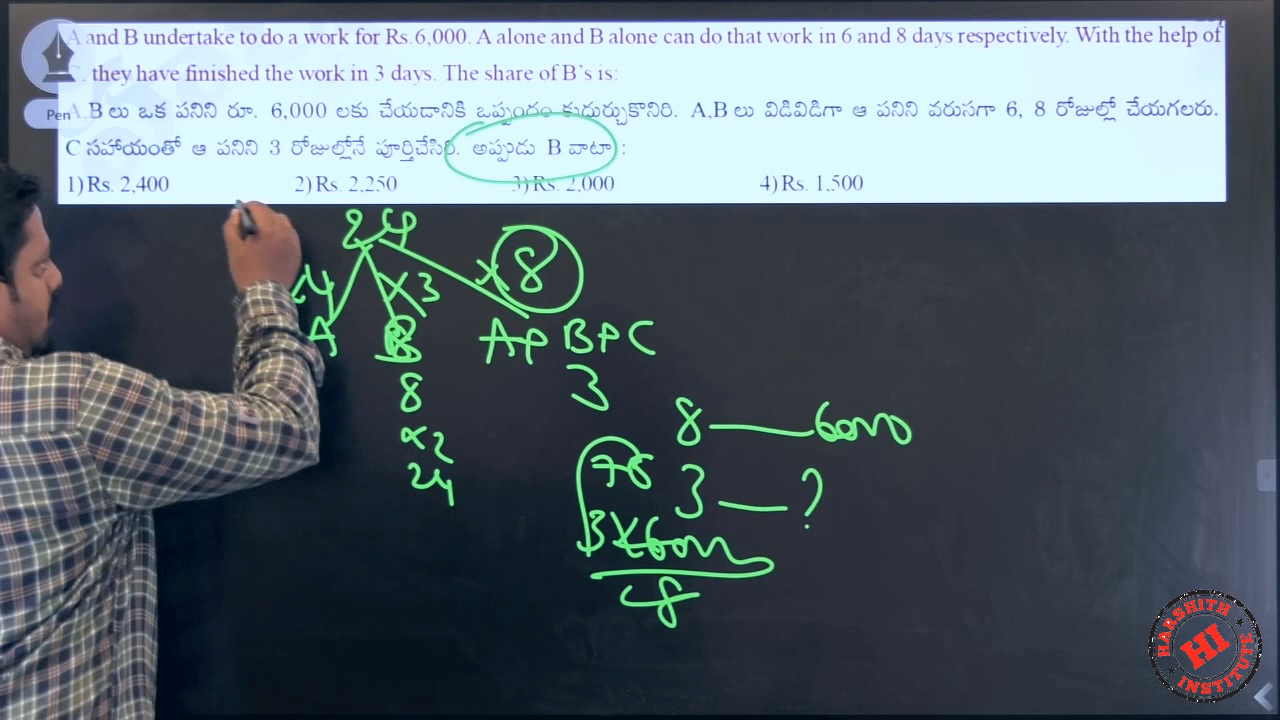 A and B undertake to do a work for Rs.6,000. A alone and B alone can do that work in 6 and 8 days respectively. With the help of
C, they have finished the work in 3 days. The share of B's is:
Pen
A.B లు ఒక పనిని రూ. 6,000 లకు చేయడానికి ఒప్పందం కుదుర్చుకొనిరి. A,B లు విడివిడిగా ఆ పనిని వరుసగా 6, 8 రోజుల్లో చేయగలరు.
C సహాయంతో ఆ పనిని 3 రోజుల్లోనే పూర్తిచేసిరి. అప్పుడు B వాటా :
1) Rs. 2,400 2) Rs. 2,250 3) Rs. 2,000 4) Rs. 1,500
24
x 3 x 8
A B A+B+C
8 3
8 — 6000
x 2
3 — ?
24
8
HARSHITH
HI
INSTITUTE